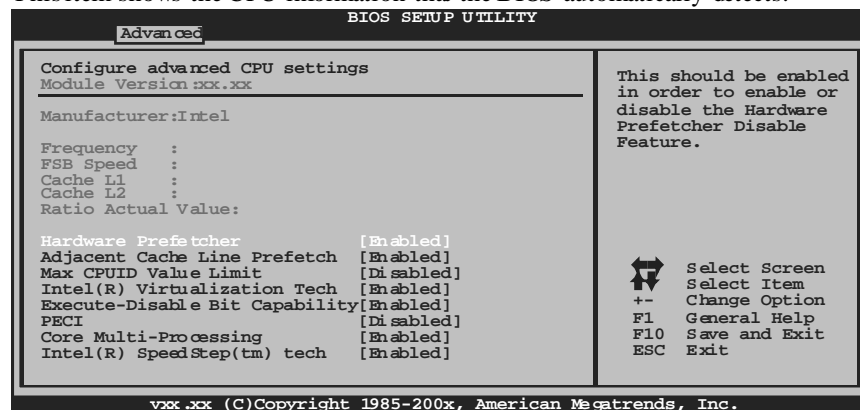 This item shows the CPU information that the BIOS automatically detects.
BIOS SETUP UTILITY
Advanced
Configure advanced CPU settings
Module Version:xx.xx
Manufacturer:Intel
Frequency :
FSB Speed :
Cache L1 :
Cache L2 :
Ratio Actual Value:
Hardware Prefetcher [Enabled]
Adjacent Cache Line Prefetch [Enabled]
Max CPUID Value Limit [Disabled]
Intel(R) Virtualization Tech [Enabled]
Execute-Disable Bit Capability[Enabled]
PECI [Disabled]
Core Multi-Processing [Enabled]
Intel(R) SpeedStep(tm) tech [Enabled]
This should be enabled
in order to enable or
disable the Hardware
Prefetcher Disable
Feature.
Select Screen
Select Item
+- Change Option
F1 General Help
F10 Save and Exit
ESC Exit
vxx.xx (C)Copyright 1985-200x, American Megatrends, Inc.